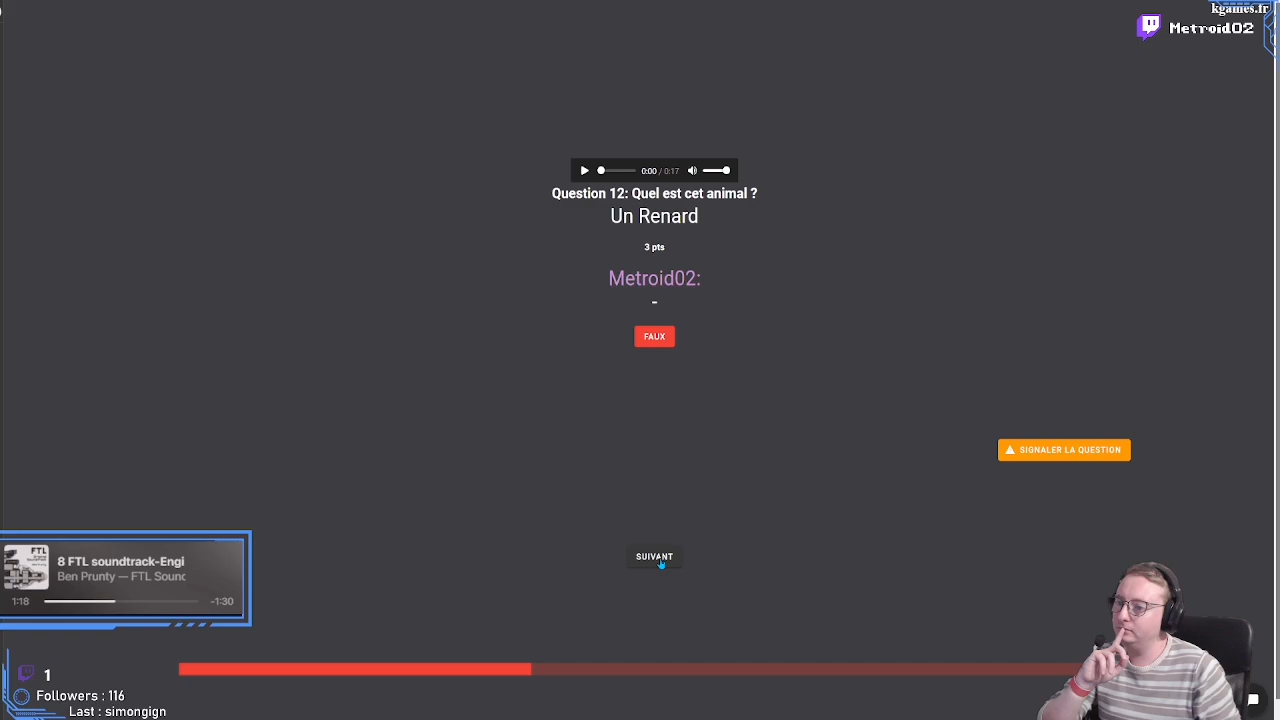 kgames.fr
Metroid02
0:00 / 0:17
Question 12: Quel est cet animal ?
Un Renard
3 pts
Metroid02:
-
FAUX
SIGNALER LA QUESTION
SUIVANT
FTL
8 FTL soundtrack-Engi
Ben Prunty — FTL Sound
1:18
-1:30
1
Followers : 116
Last : simongign